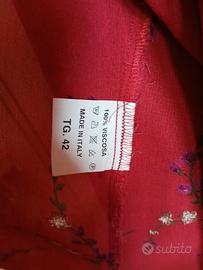 100% VISCOSA
MADE IN ITALY
TG. 42
subito